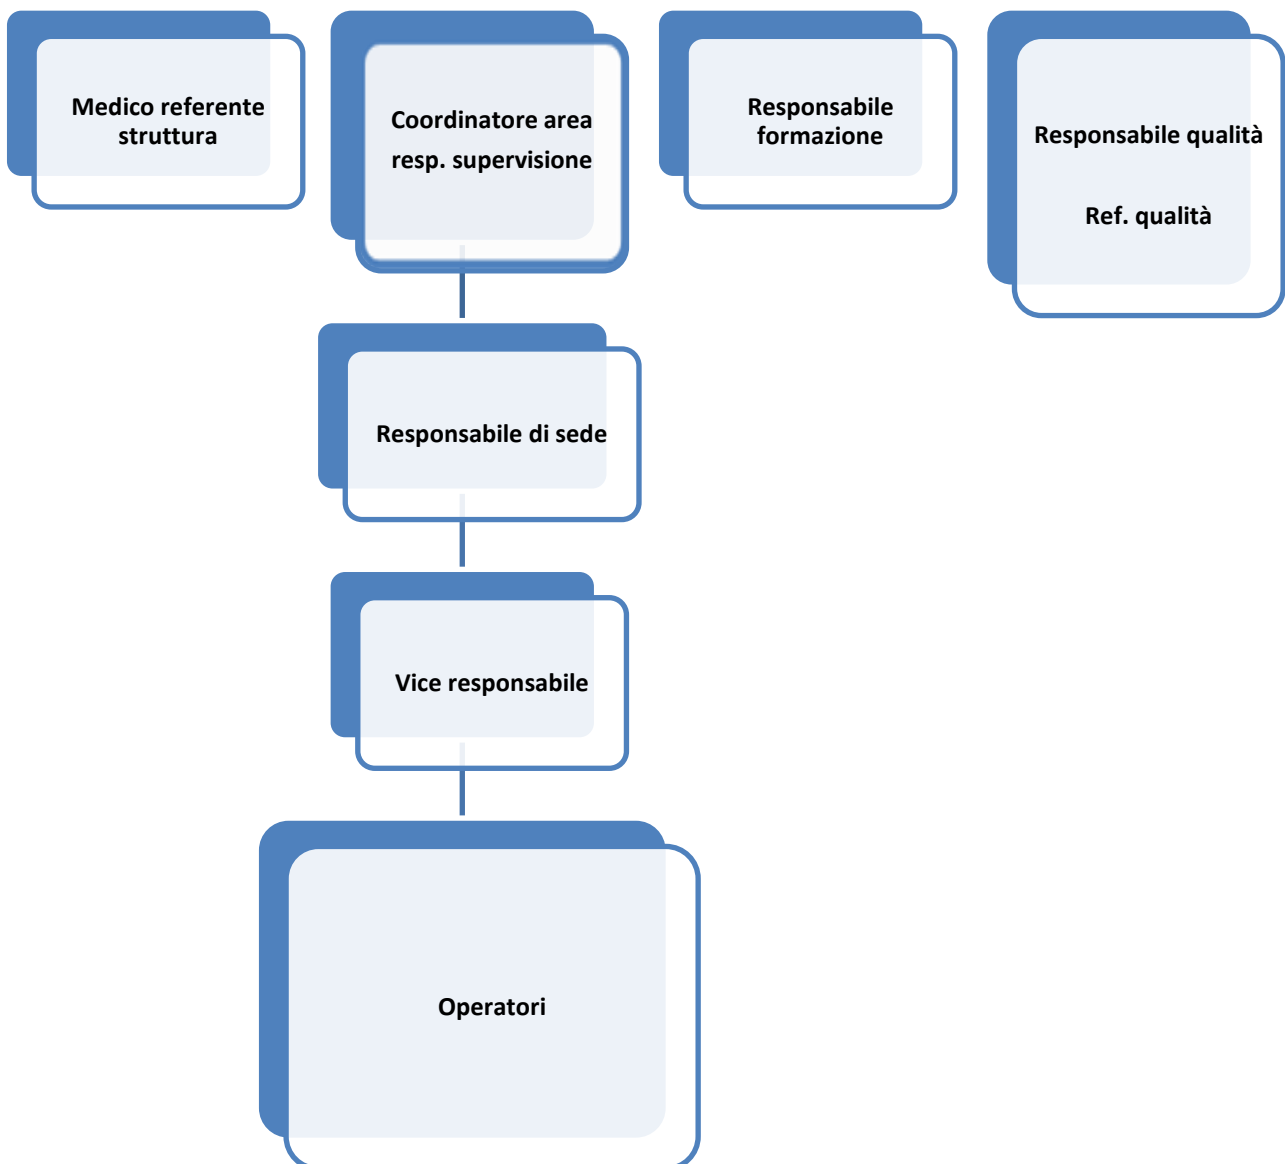 Medico referente
struttura
Coordinatore area
resp. supervisione
Responsabile
formazione
Responsabile qualità
Ref. qualità
Responsabile di sede
Vice responsabile
Operatori